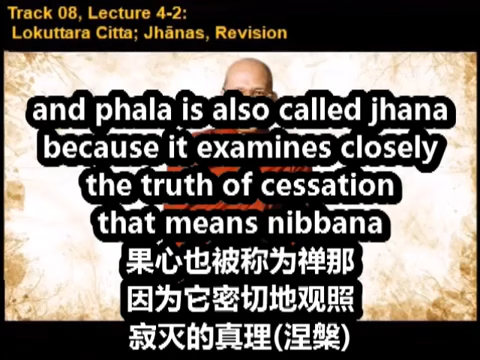 Track 08, Lecture 4-2:
Lokuttara Citta; Jhānas, Revision
and phala is also called jhana
because it examines closely
the truth of cessation
that means nibbana
果心也被称为禅那
因为它密切地观照
寂灭的真理(涅槃)